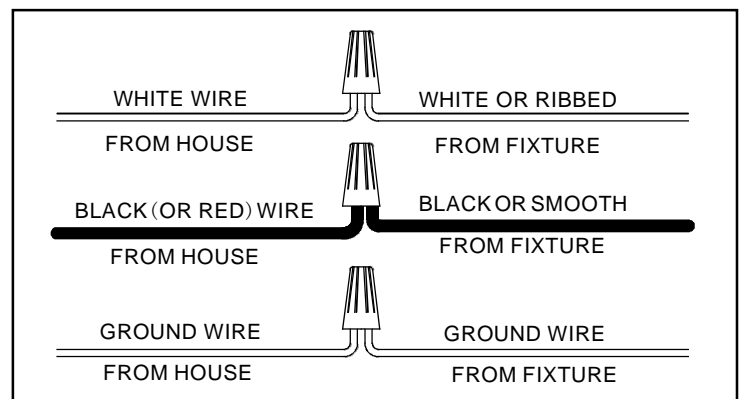 WHITE WIRE
FROM HOUSE
WHITE OR RIBBED
FROM FIXTURE
BLACK (OR RED) WIRE
FROM HOUSE
BLACK OR SMOOTH
FROM FIXTURE
GROUND WIRE
FROM HOUSE
GROUND WIRE
FROM FIXTURE